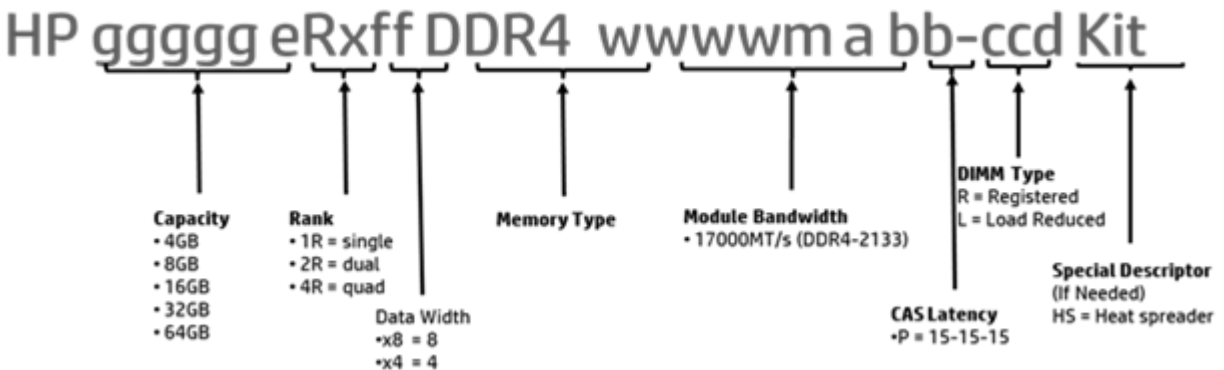 HP ggggg eRxff DDR4 wwwwm a bb-ccd Kit
Capacity
• 4GB
• 8GB
• 16GB
• 32GB
• 64GB
Rank
• 1R = single
• 2R = dual
• 4R = quad
Data Width
•x8 = 8
•x4 = 4
Memory Type
Module Bandwidth
• 17000MT/s (DDR4-2133)
CAS Latency
•P = 15-15-15
DIMM Type
R = Registered
L = Load Reduced
Special Descriptor
(If Needed)
HS = Heat spreader